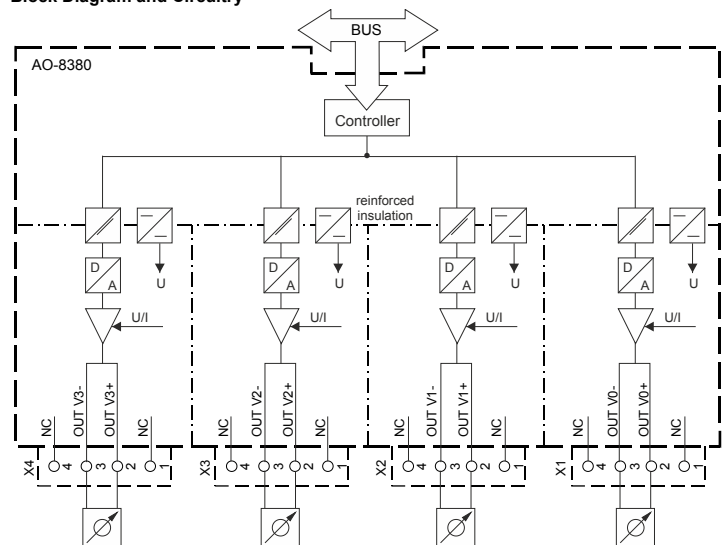 Block Diagram and Circuitry
BUS
AO-8380
Controller
reinforced
insulation
D
A
U
D
A
U
D
A
U
D
A
U
U/I
U/I
U/I
U/I
NC
OUT V3-
OUT V3+
NC
NC
OUT V2-
OUT V2+
NC
NC
OUT V1-
OUT V1+
NC
NC
OUT V0-
OUT V0+
NC
X4
4
3
2
1
X3
4
3
2
1
X2
4
3
2
1
X1
4
3
2
1